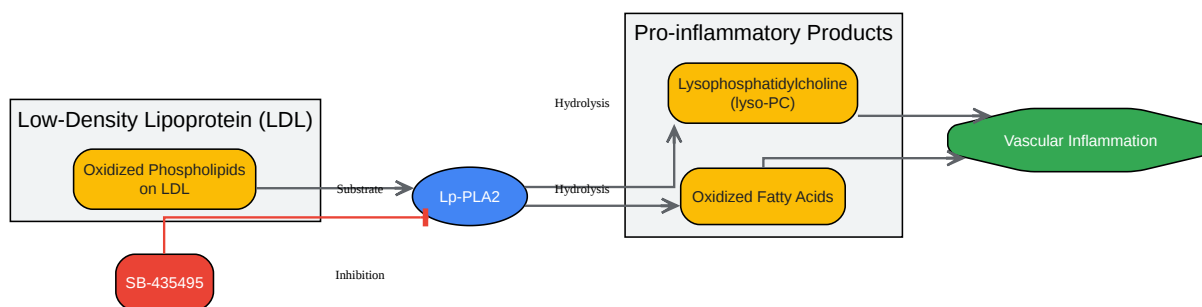 Pro-inflammatory Products
Lysophosphatidylcholine
(lyso-PC)
Hydrolysis
Low-Density Lipoprotein (LDL)
Vascular Inflammation
Oxidized Phospholipids
on LDL
Substrate
Lp-PLA2
Hydrolysis
Oxidized Fatty Acids
SB-435495
Inhibition